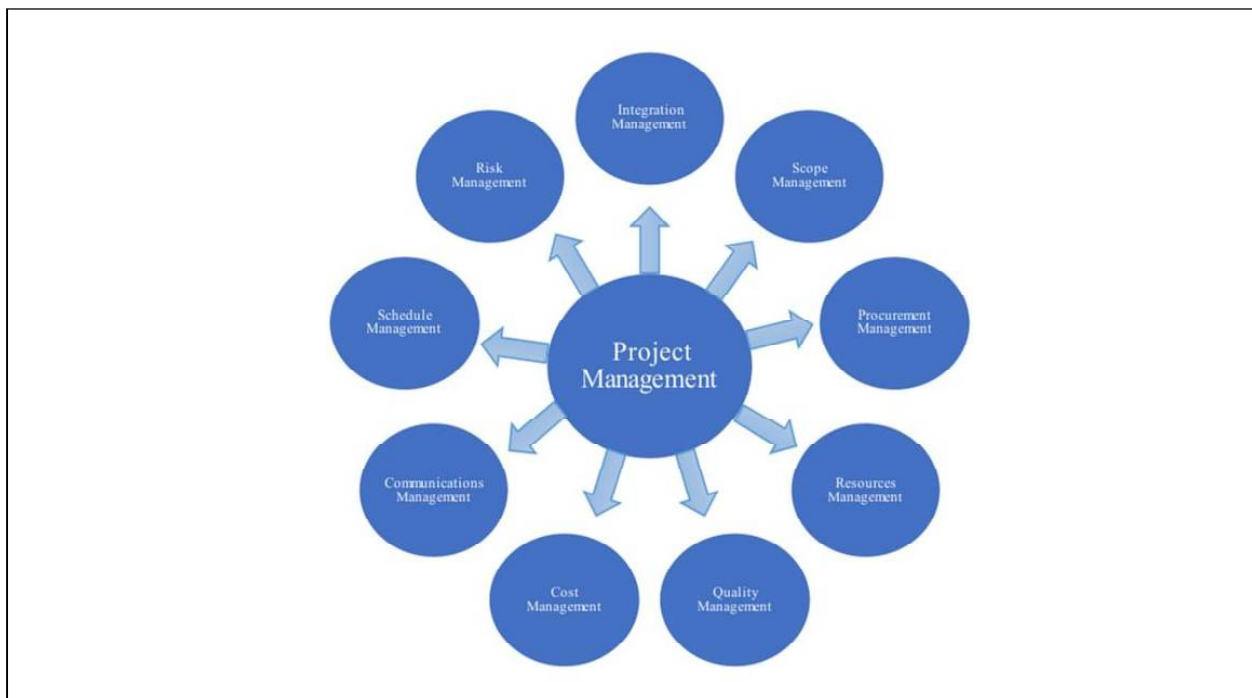 Integration
Management
Scope
Management
Procurement
Management
Resources
Management
Quality
Management
Cost
Management
Communications
Management
Schedule
Management
Risk
Management
Project
Management